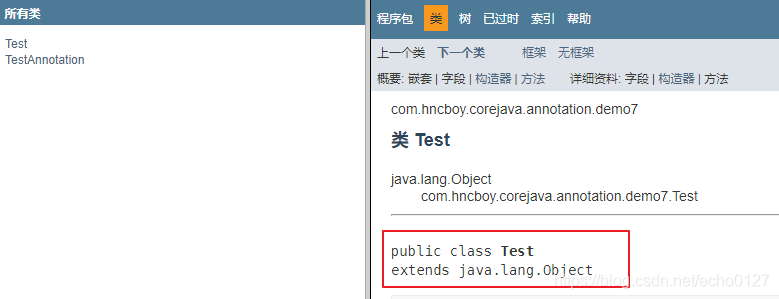 所有类
Test
TestAnnotation
程序包 类 树 已过时 索引 帮助
上一个类 下一个类 框架 无框架
概要: 嵌套 | 字段 | 构造器 | 方法 详细资料: 字段 | 构造器 | 方法
com.hncboy.corejava.annotation.demo7
类 Test
java.lang.Object
com.hncboy.corejava.annotation.demo7.Test
public class Test
extends java.lang.Object
https://blog.csdn.net/echo0127